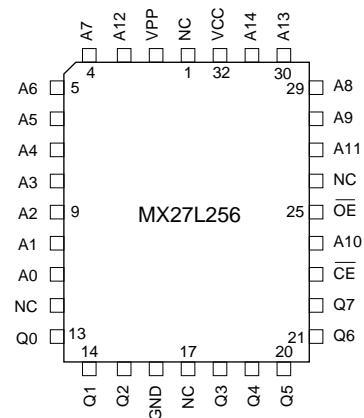 A7 A12 VPP NC VCC A14 A13
4 1 32 30
A6 5 29 A8
A5 A9
A4 A11
A3 NC
A2 9 MX27L256 25 O̅E̅
A1 A10
A0 C̅E̅
NC Q7
Q0 13 21 Q6
14 17 20
Q1 Q2 GND NC Q3 Q4 Q5